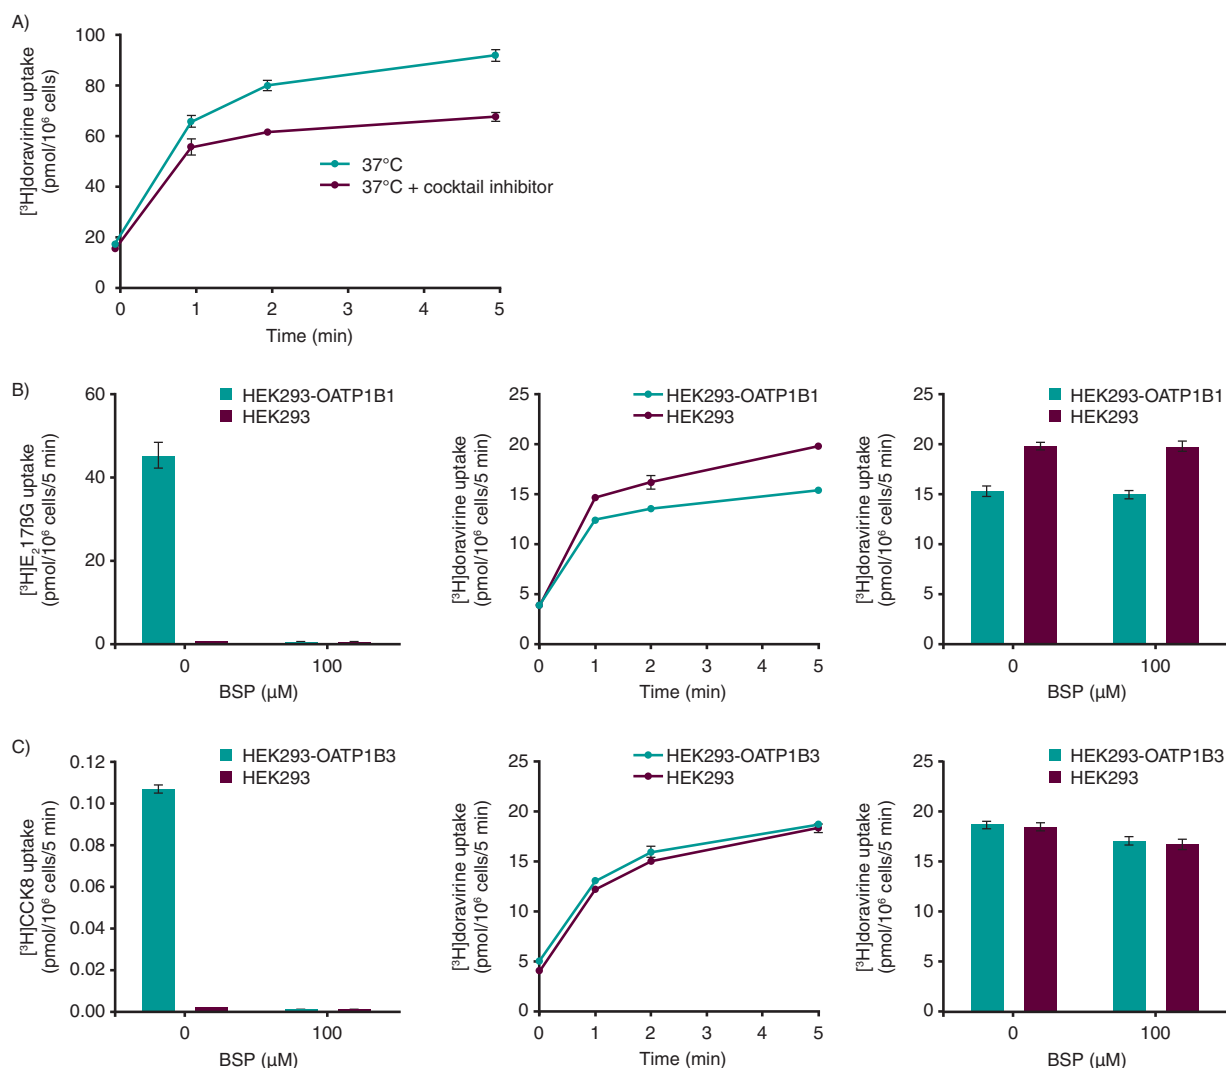 A)
100
80
60
40
20
0
[³H]doravirine uptake
(pmol/10⁶ cells)
37°C
37°C + cocktail inhibitor
0 1 2 3 4 5
Time (min)
B)
60
40
20
0
[³H]E₂17ßG uptake
(pmol/10⁶ cells/5 min)
HEK293-OATP1B1
HEK293
0 100
BSP (µM)
25
20
15
10
5
0
[³H]doravirine uptake
(pmol/10⁶ cells/5 min)
HEK293-OATP1B1
HEK293
0 1 2 5
Time (min)
25
20
15
10
5
0
[³H]doravirine uptake
(pmol/10⁶ cells/5 min)
HEK293-OATP1B1
HEK293
0 100
BSP (µM)
C)
0.12
0.10
0.08
0.06
0.04
0.02
0.00
[³H]CCK8 uptake
(pmol/10⁶ cells/5 min)
HEK293-OATP1B3
HEK293
0 100
BSP (µM)
25
20
15
10
5
0
[³H]doravirine uptake
(pmol/10⁶ cells/5 min)
HEK293-OATP1B3
HEK293
0 1 2 5
Time (min)
25
20
15
10
5
0
[³H]doravirine uptake
(pmol/10⁶ cells/5 min)
HEK293-OATP1B3
HEK293
0 100
BSP (µM)